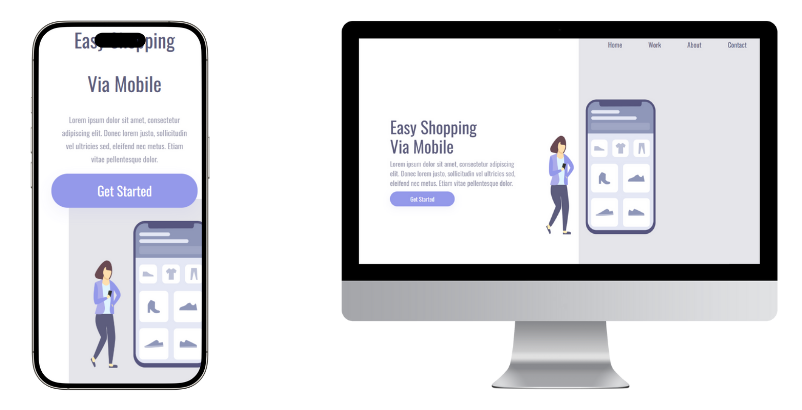 Easy Shopping
Via Mobile
Lorem ipsum dolor sit amet, consectetur
adipiscing elit. Donec lorem justo, sollicitudin
vel ultricies sed, eleifend nec metus. Etiam
vitae pellentesque dolor.
Get Started
Home Work About Contact
Easy Shopping
Via Mobile
Lorem ipsum dolor sit amet, consectetur adipiscing
elit. Donec lorem justo, sollicitudin vel ultricies sed,
eleifend nec metus. Etiam vitae pellentesque dolor.
Get Started